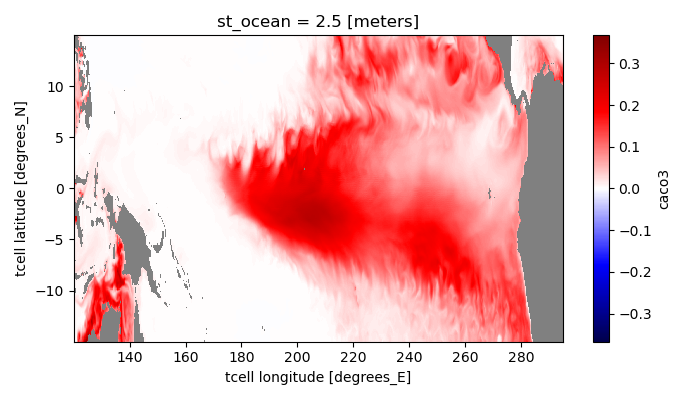 st_ocean = 2.5 [meters]
tcell latitude [degrees_N]
10
5
0
−5
−10
140 160 180 200 220 240 260 280
tcell longitude [degrees_E]
0.3
0.2
0.1
0.0
−0.1
−0.2
−0.3
caco3